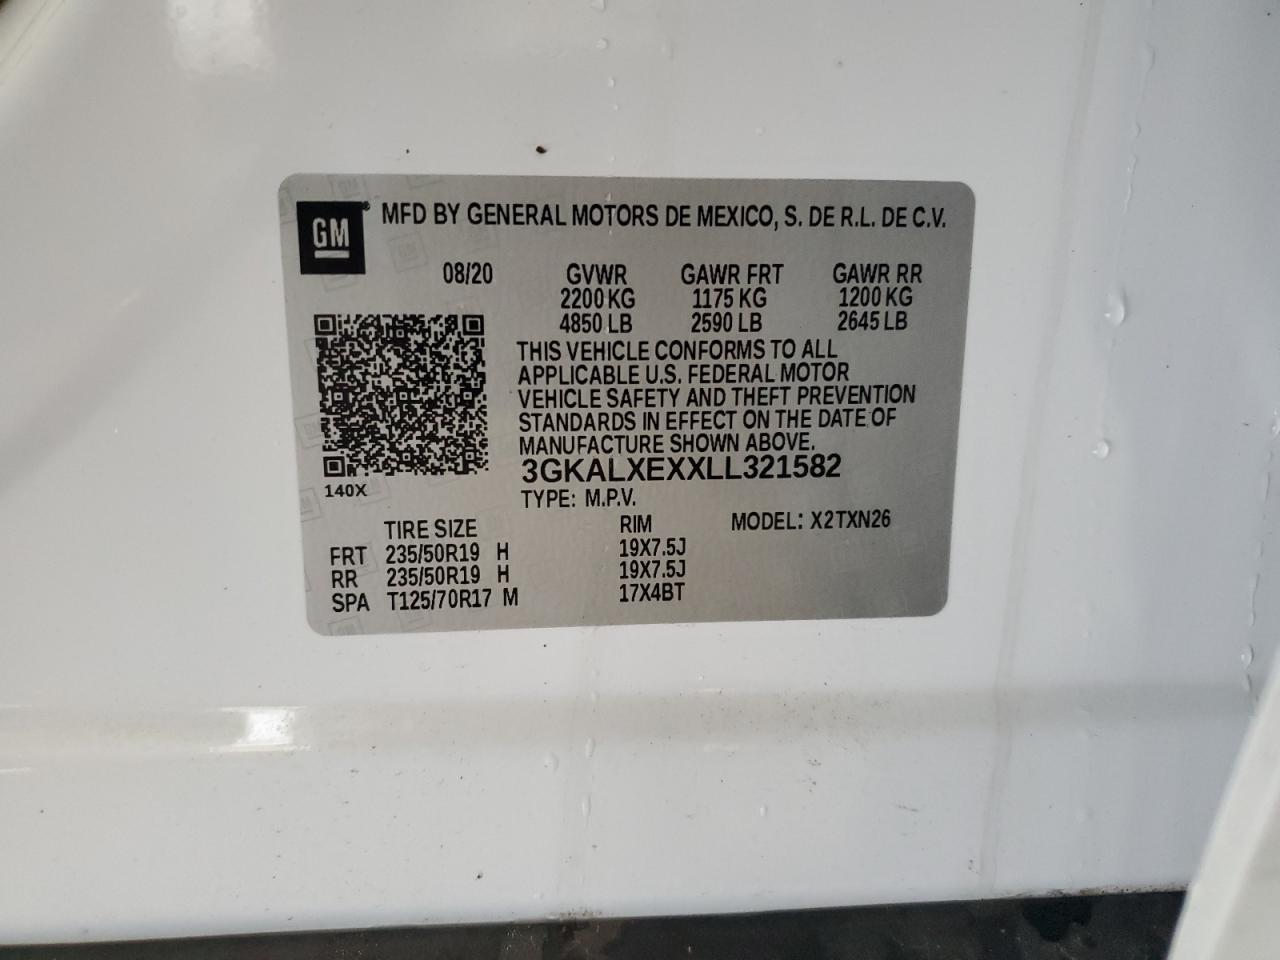 GM ® MFD BY GENERAL MOTORS DE MEXICO, S. DE R.L. DE C.V.
08/20 GVWR GAWR FRT GAWR RR
2200 KG 1175 KG 1200 KG
4850 LB 2590 LB 2645 LB
THIS VEHICLE CONFORMS TO ALL
APPLICABLE U.S. FEDERAL MOTOR
VEHICLE SAFETY AND THEFT PREVENTION
STANDARDS IN EFFECT ON THE DATE OF
MANUFACTURE SHOWN ABOVE.
3GKALXEXXLL321582
140X
TYPE: M.P.V.
TIRE SIZE RIM MODEL: X2TXN26
FRT 235/50R19 H 19X7.5J
RR 235/50R19 H 19X7.5J
SPA T125/70R17 M 17X4BT